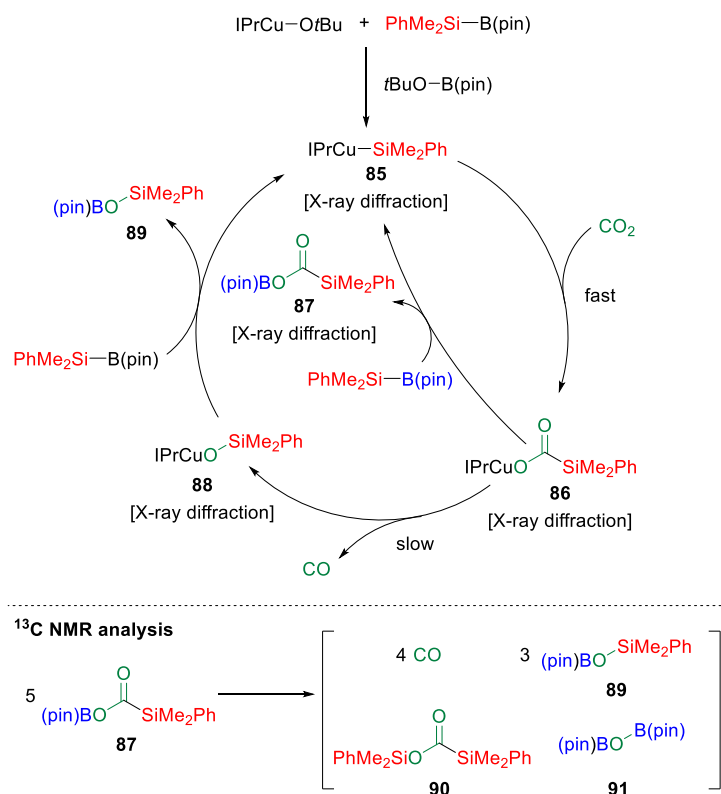 IPrCu–OtBu + PhMe2Si–B(pin)
tBuO–B(pin)
IPrCu–SiMe2Ph
85
[X-ray diffraction]
(pin)BO SiMe2Ph
89
CO2
fast
O
(pin)BO SiMe2Ph
87
[X-ray diffraction]
PhMe2Si–B(pin)
PhMe2Si–B(pin)
O
IPrCuO SiMe2Ph
88
[X-ray diffraction]
IPrCuO SiMe2Ph
86
[X-ray diffraction]
slow
CO
13C NMR analysis
5 (pin)BO O SiMe2Ph
87
4 CO
3 (pin)BO SiMe2Ph
89
PhMe2SiO O SiMe2Ph
90
(pin)BO B(pin)
91